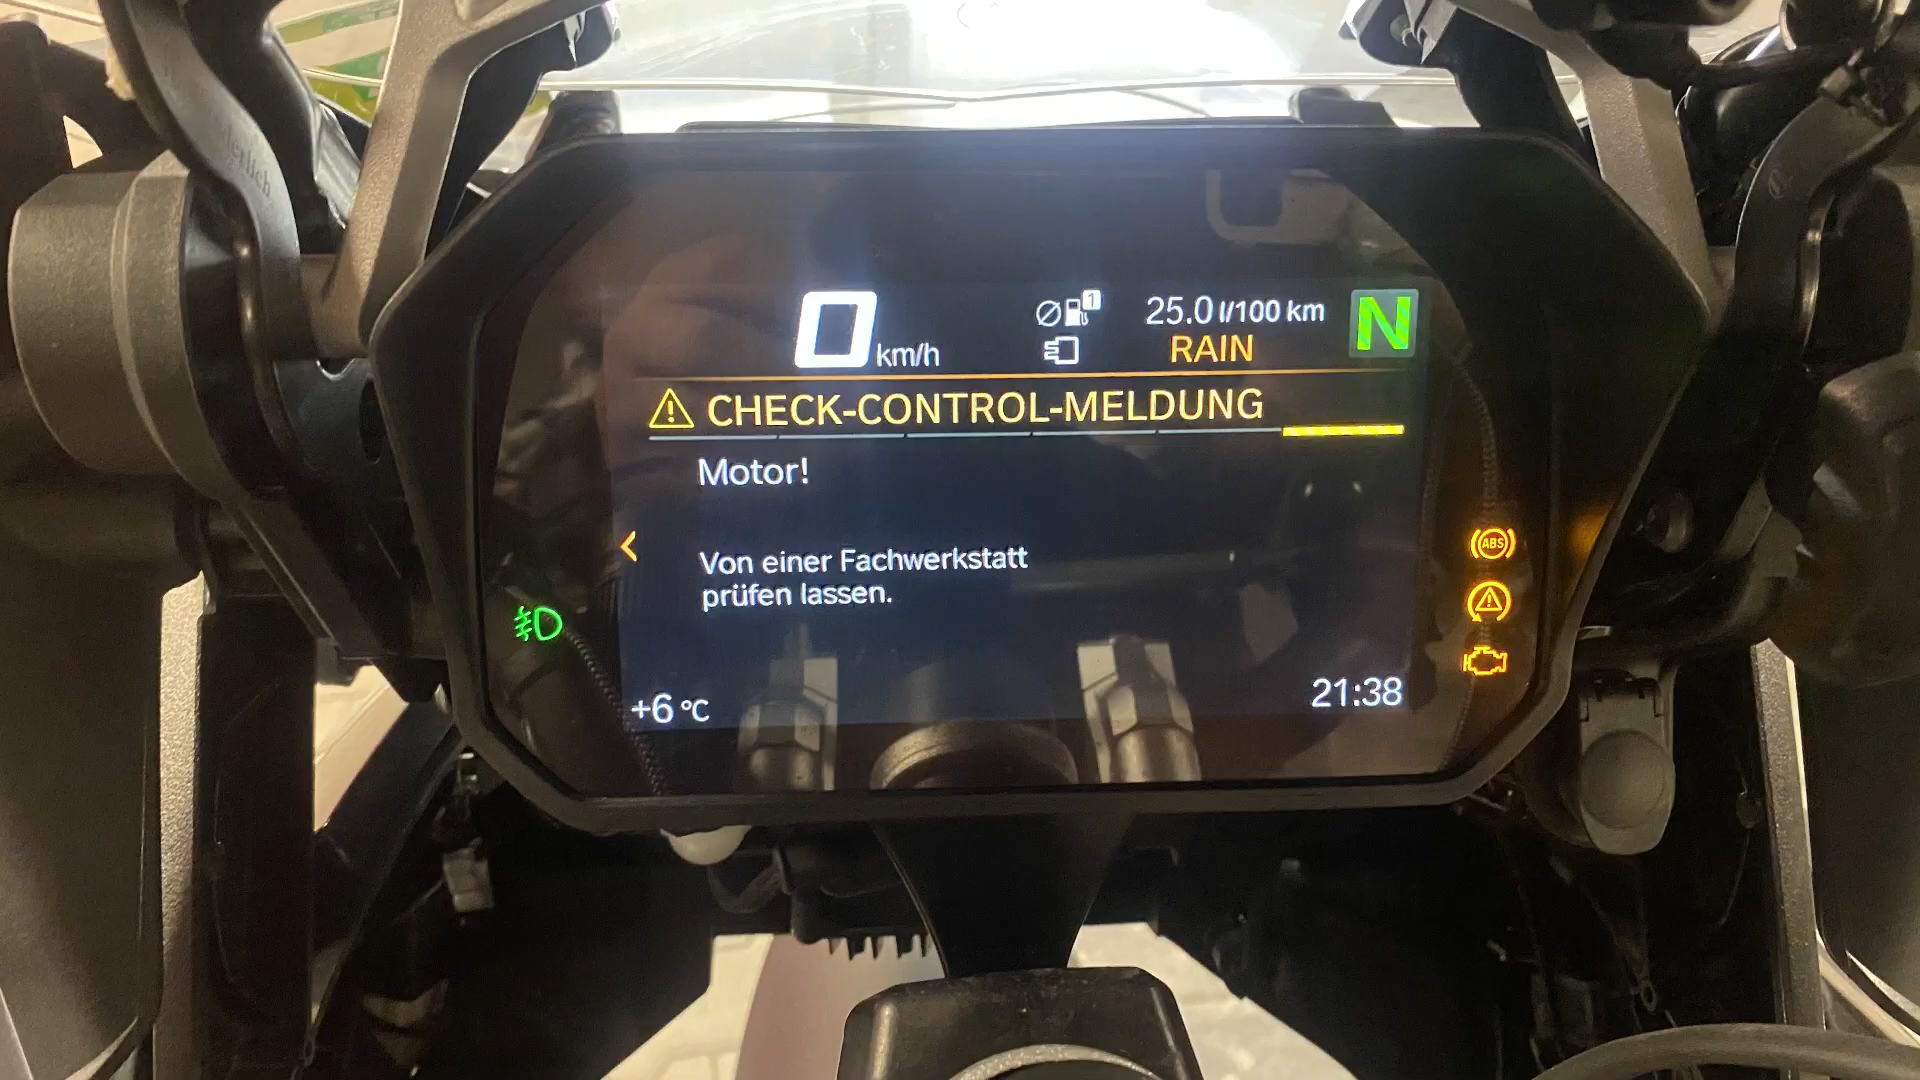 0 km/h
1 25.0 l/100 km
RAIN
N
CHECK-CONTROL-MELDUNG
Motor!
Von einer Fachwerkstatt
prüfen lassen.
ABS
+6 °C
21:38